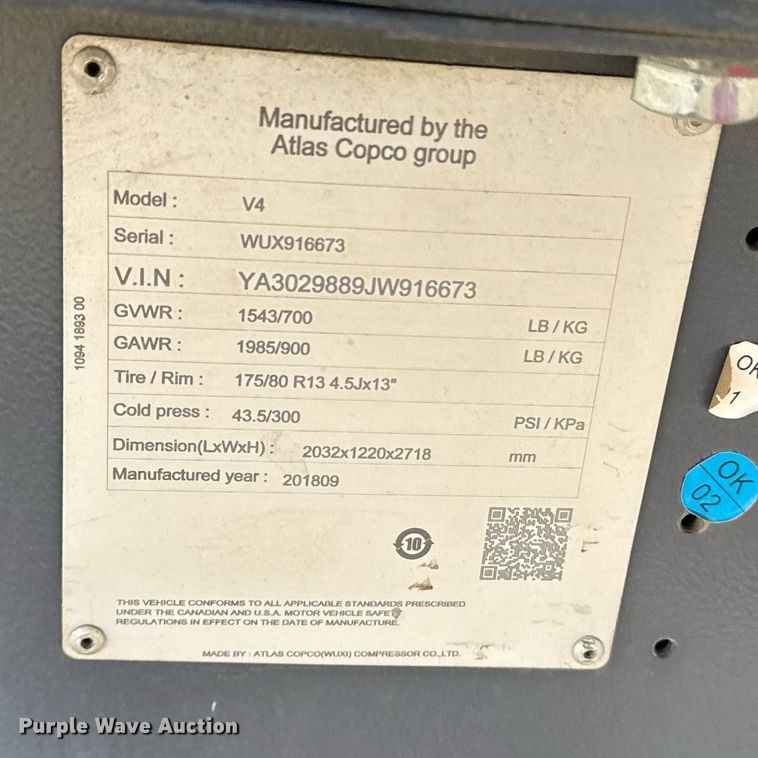 Manufactured by the
Atlas Copco group
Model : V4
Serial : WUX916673
V.I.N : YA3029889JW916673
GVWR : 1543/700 LB / KG
GAWR : 1985/900 LB / KG
Tire / Rim : 175/80 R13 4.5Jx13"
Cold press : 43.5/300 PSI / KPa
Dimension(LxWxH) : 2032x1220x2718 mm
Manufactured year : 201809
1094 1893 00
10
THIS VEHICLE CONFORMS TO ALL APPLICABLE STANDARDS PRESCRIBED
UNDER THE CANADIAN AND U.S.A. MOTOR VEHICLE SAFETY
REGULATIONS IN EFFECT ON THE DATE OF MANUFACTURE.
MADE BY : ATLAS COPCO(WUXI) COMPRESSOR CO.,LTD.
OK
02
Purple Wave Auction